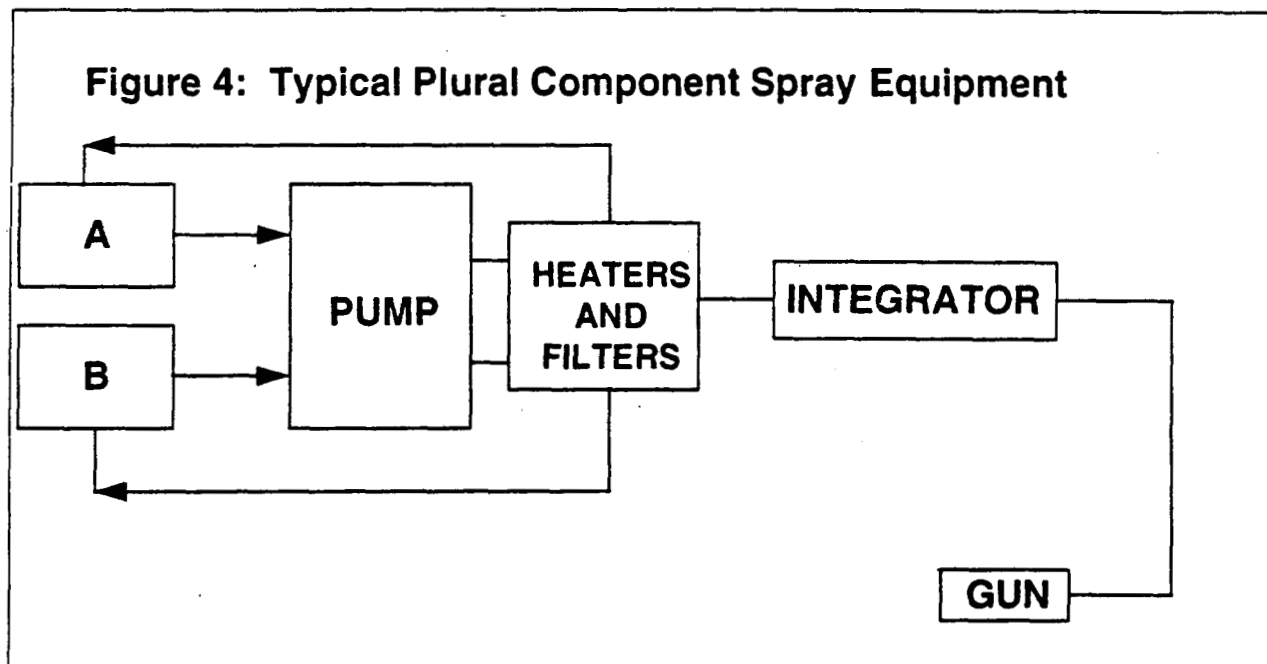 Figure 4: Typical Plural Component Spray Equipment
A
B
PUMP
HEATERS
AND
FILTERS
INTEGRATOR
GUN